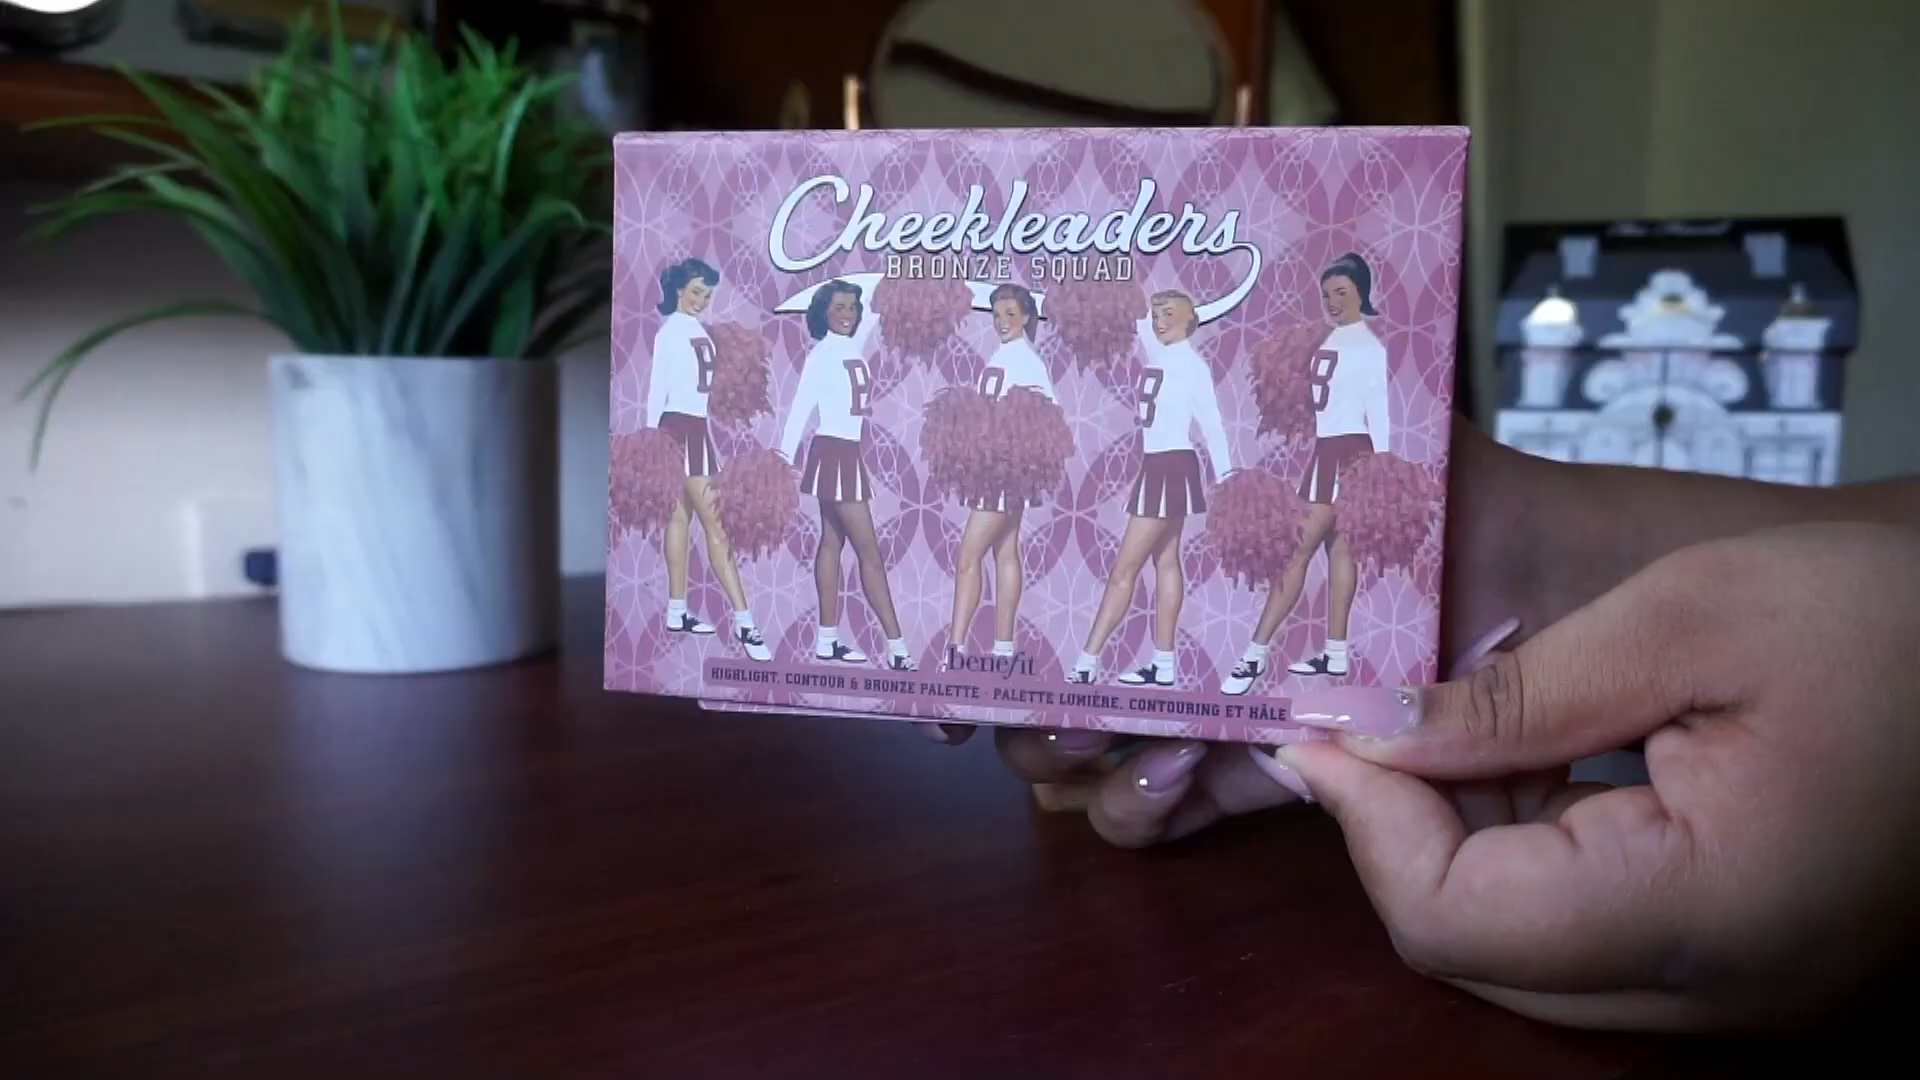 Cheekleaders
BRONZE SQUAD
B
B
B
B
B
benefit
HIGHLIGHT, CONTOUR & BRONZE PALETTE · PALETTE LUMIÈRE, CONTOURING ET HÂLE